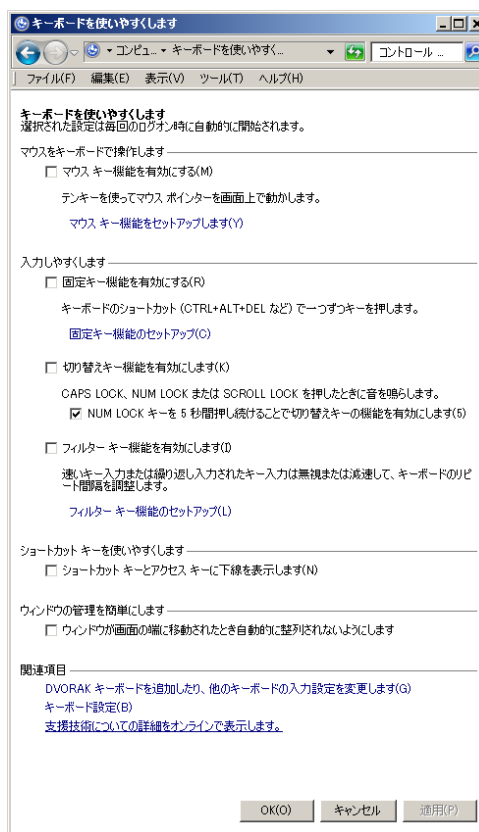 キーボードを使いやすくします
コンピュ... キーボードを使いやすく... コントロール ...
ファイル(F) 編集(E) 表示(V) ツール(T) ヘルプ(H)
キーボードを使いやすくします
選択された設定は毎回のログオン時に自動的に開始されます。
マウスをキーボードで操作します
マウス キー機能を有効にする(M)
テンキーを使ってマウス ポインターを画面上で動かします。
マウス キー機能をセットアップします(Y)
入力しやすくします
固定キー機能を有効にする(R)
キーボードのショートカット (CTRL+ALT+DEL など) で一つずつキーを押します。
固定キー機能のセットアップ(C)
切り替えキー機能を有効にします(K)
CAPS LOCK、NUM LOCK または SCROLL LOCK を押したときに音を鳴らします。
NUM LOCK キーを 5 秒間押し続けることで切り替えキーの機能を有効にします(5)
フィルター キー機能を有効にします(I)
速いキー入力または繰り返し入力されたキー入力は無視または減速して、キーボードのリピ
ート間隔を調整します。
フィルター キー機能のセットアップ(L)
ショートカット キーを使いやすくします
ショートカット キーとアクセス キーに下線を表示します(N)
ウィンドウの管理を簡単にします
ウィンドウが画面の端に移動されたとき自動的に整列されないようにします
関連項目
DVORAK キーボードを追加したり、他のキーボードの入力設定を変更します(G)
キーボード設定(B)
支援技術についての詳細をオンラインで表示します。
OK(O) キャンセル 適用(P)